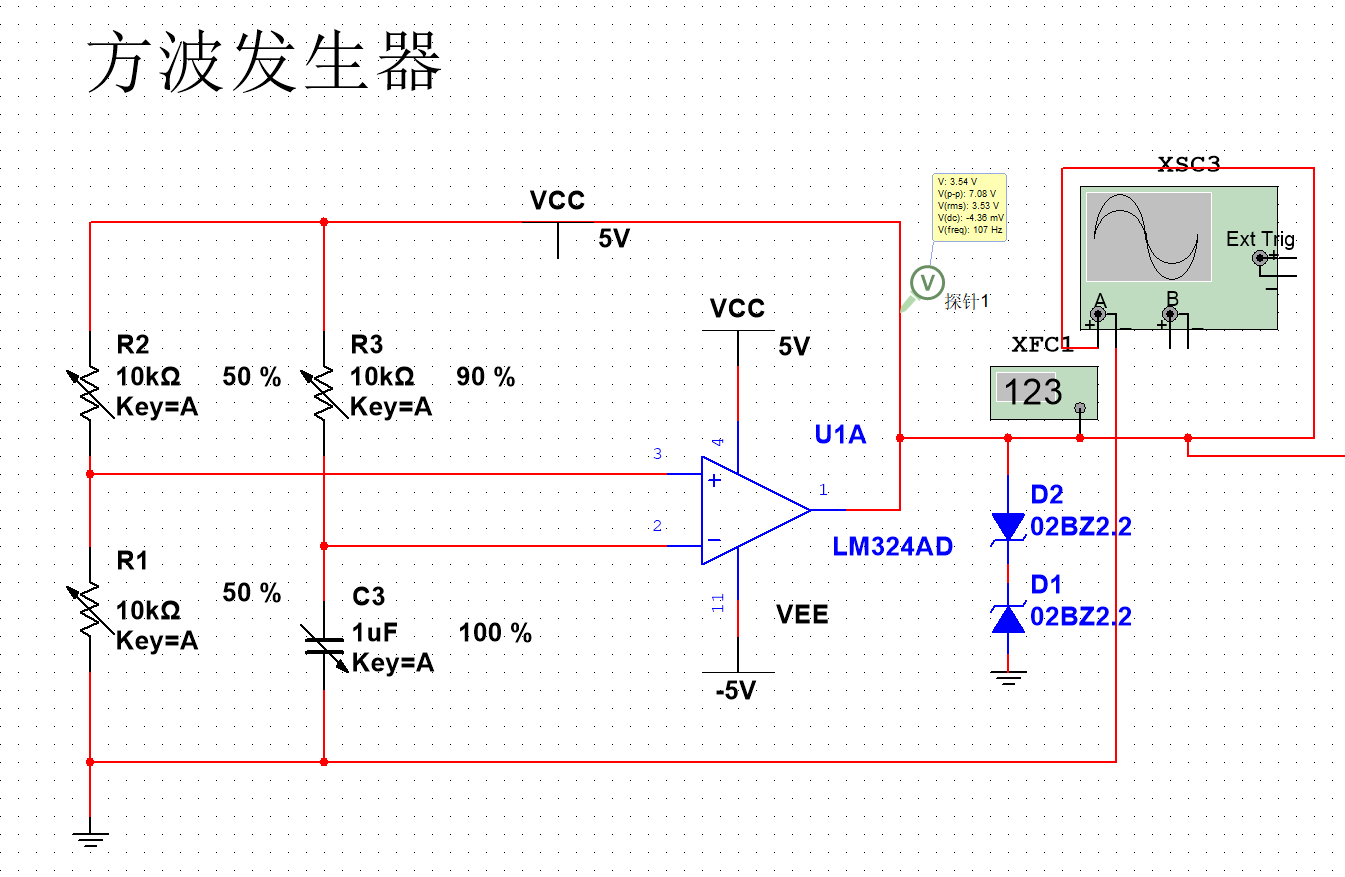 方波发生器
XSC3
VCC
5V
V: 3.54 V
V(p-p): 7.08 V
V(rms): 3.53 V
V(dc): -4.36 mV
V(freq): 107 Hz
Ext Trig
+
−
V
探针1
A
B
+
−
+
−
VCC
5V
XFC1
123
R2
10kΩ
50 %
Key=A
R3
10kΩ
90 %
Key=A
U1A
4
3
+
1
2
−
LM324AD
11
D2
02BZ2.2
D1
02BZ2.2
R1
10kΩ
50 %
Key=A
C3
1uF
100 %
Key=A
VEE
-5V